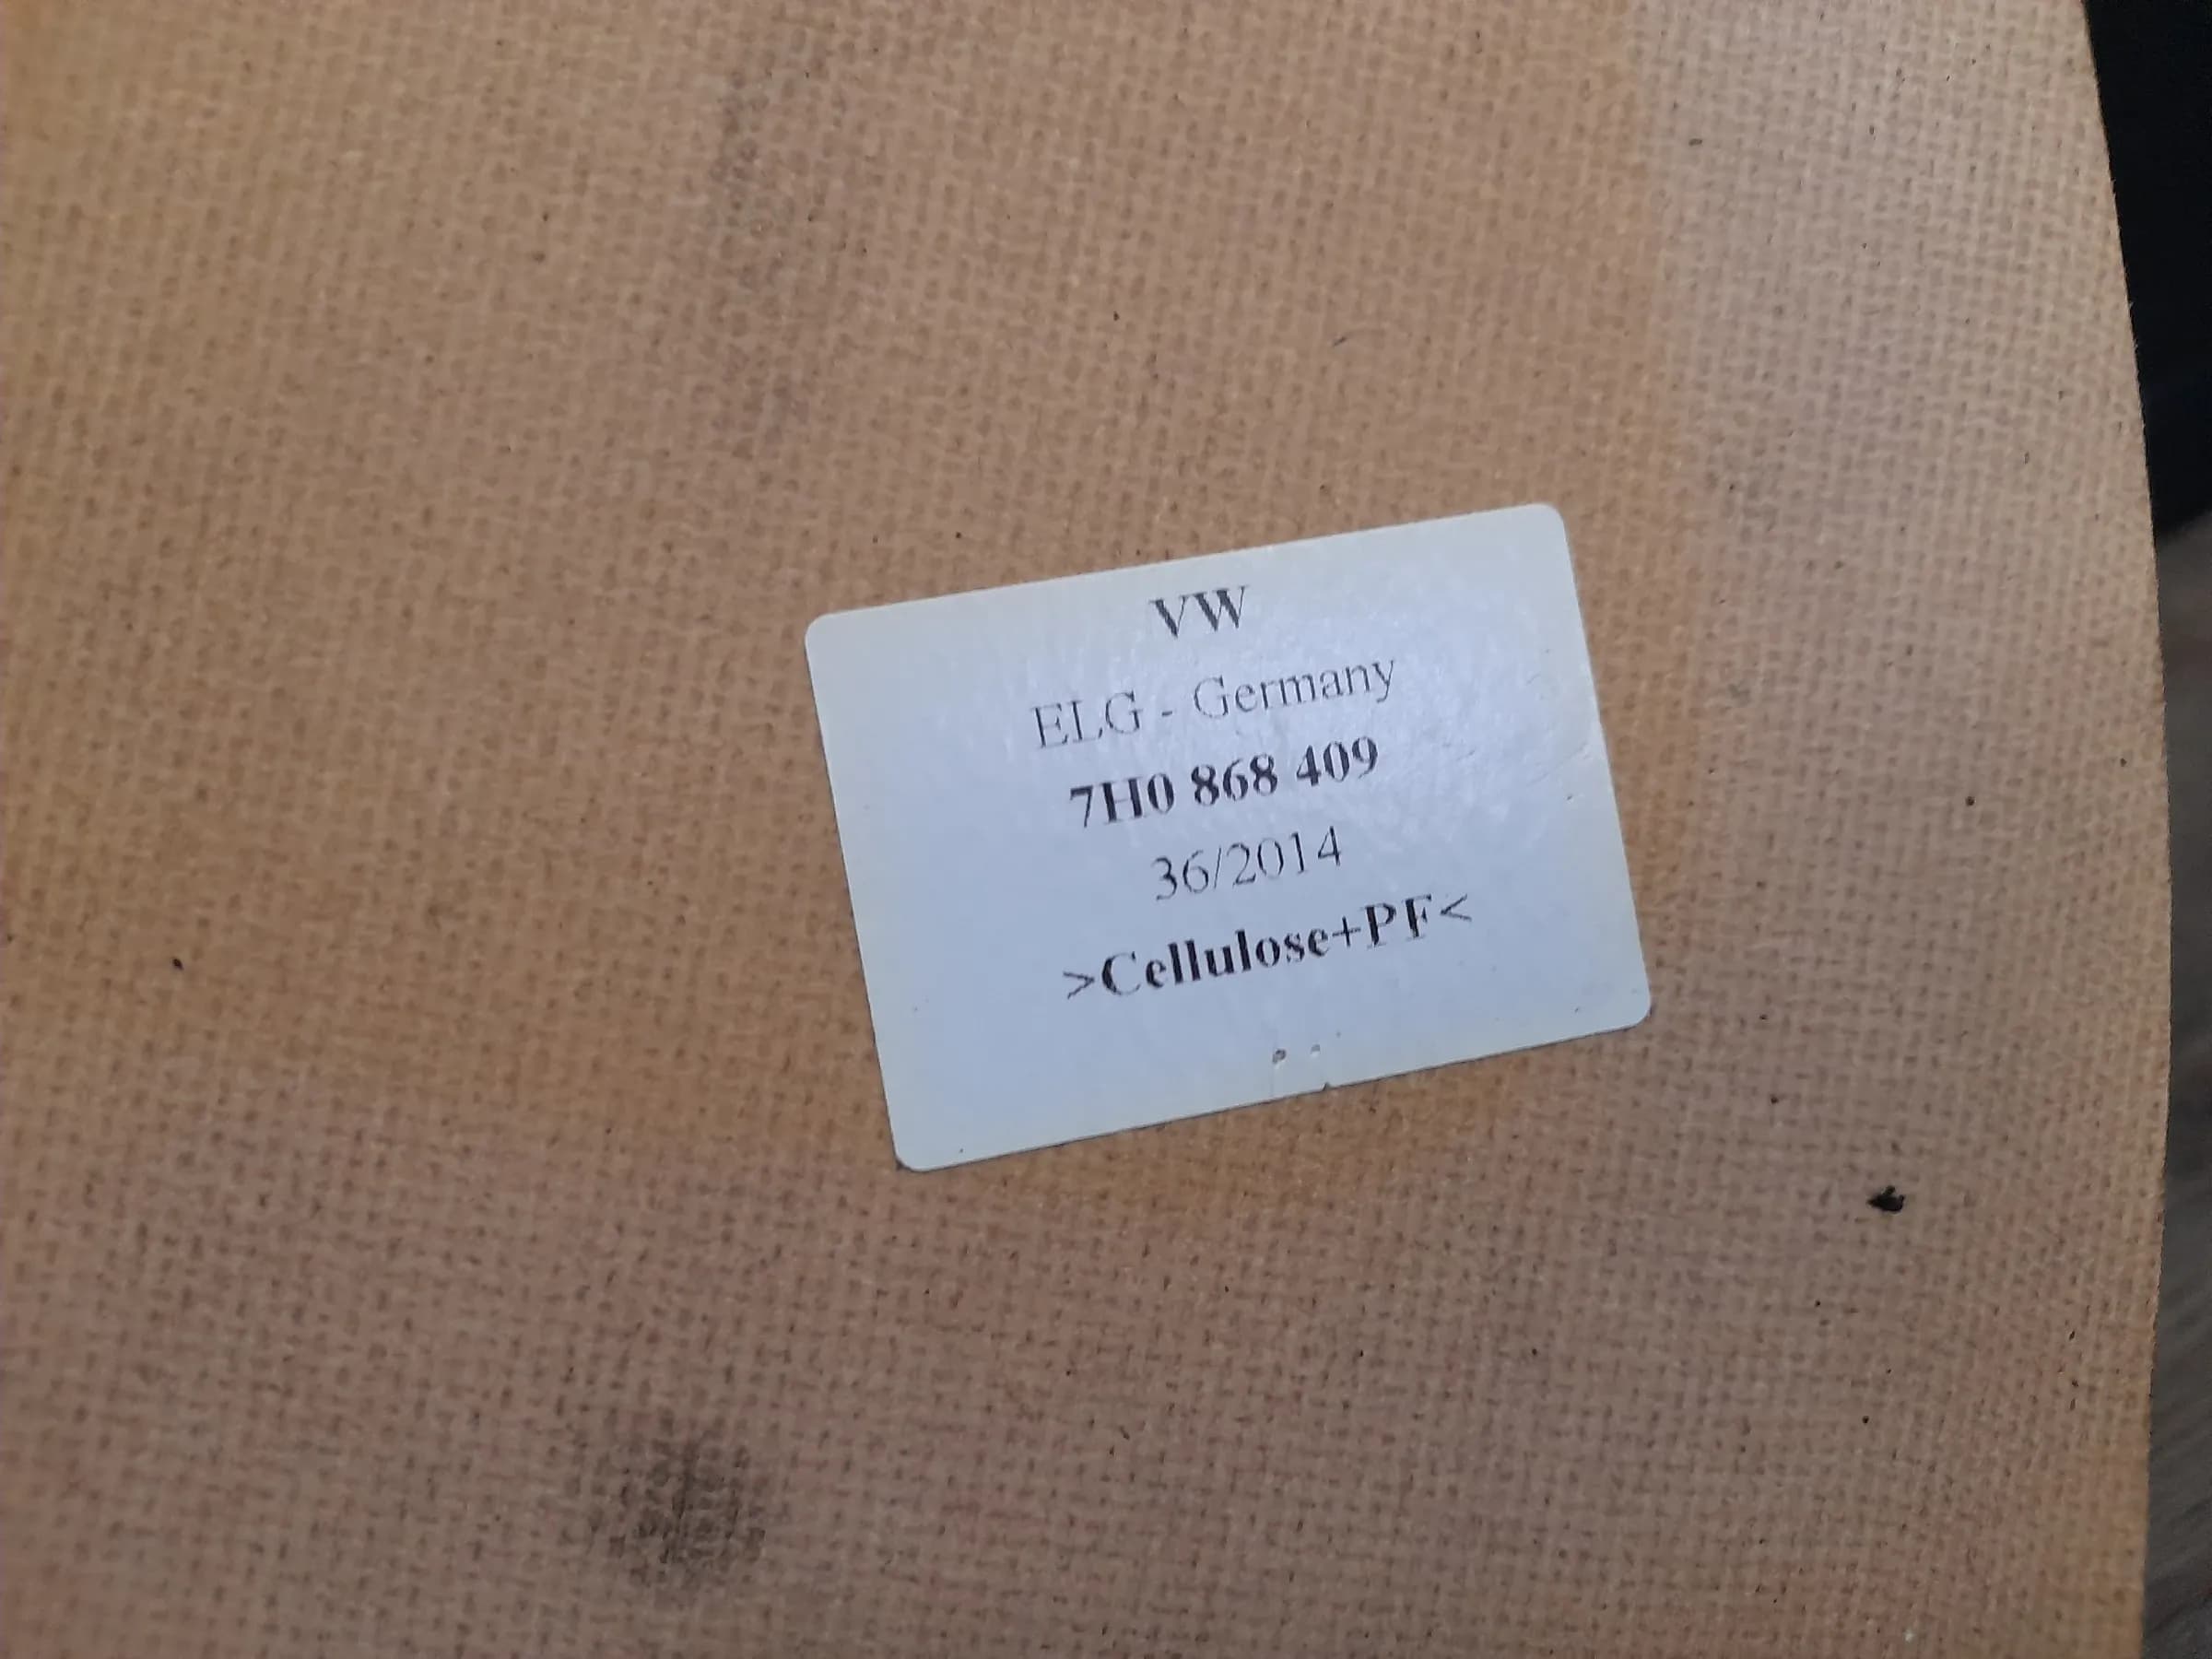 VW
ELG - Germany
7H0 868 409
36/2014
>Cellulose+PF<